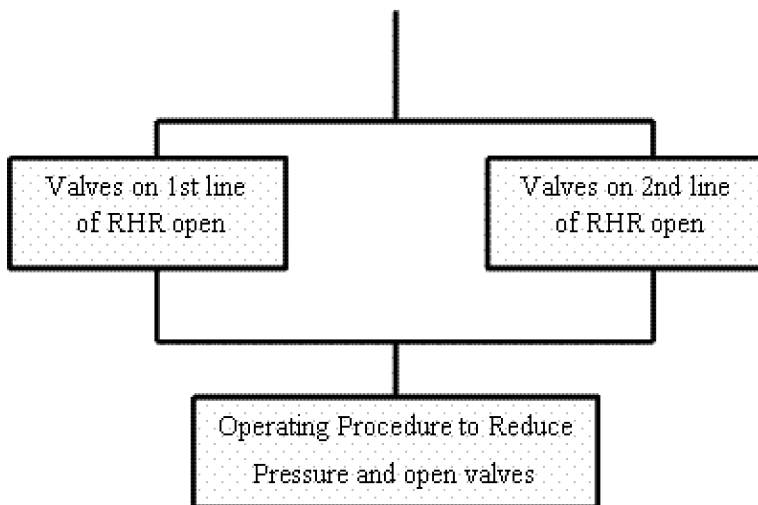 Valves on 1st line
of RHR open
Valves on 2nd line
of RHR open
Operating Procedure to Reduce
Pressure and open valves